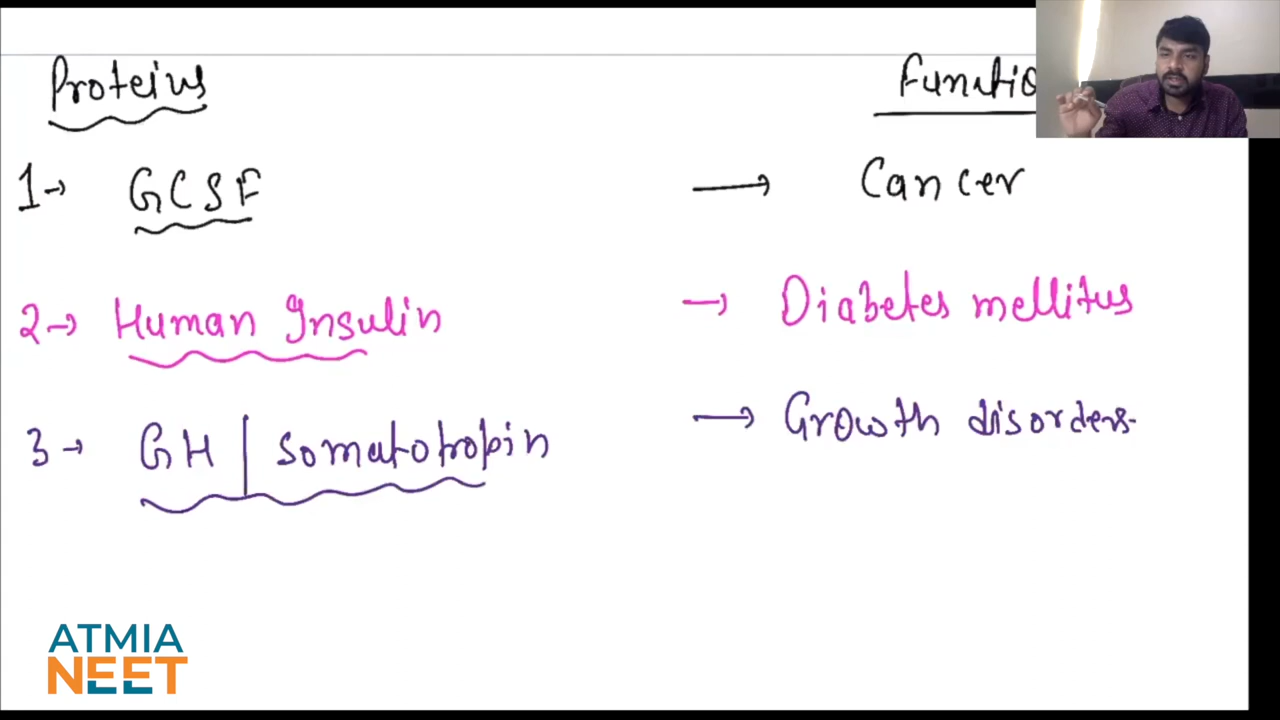 Proteins Functio
1→ GCSF → Cancer
2→ Human Insulin → Diabetes mellitus
3→ GH | Somatotropin → Growth disorders
ATMIA
NEET